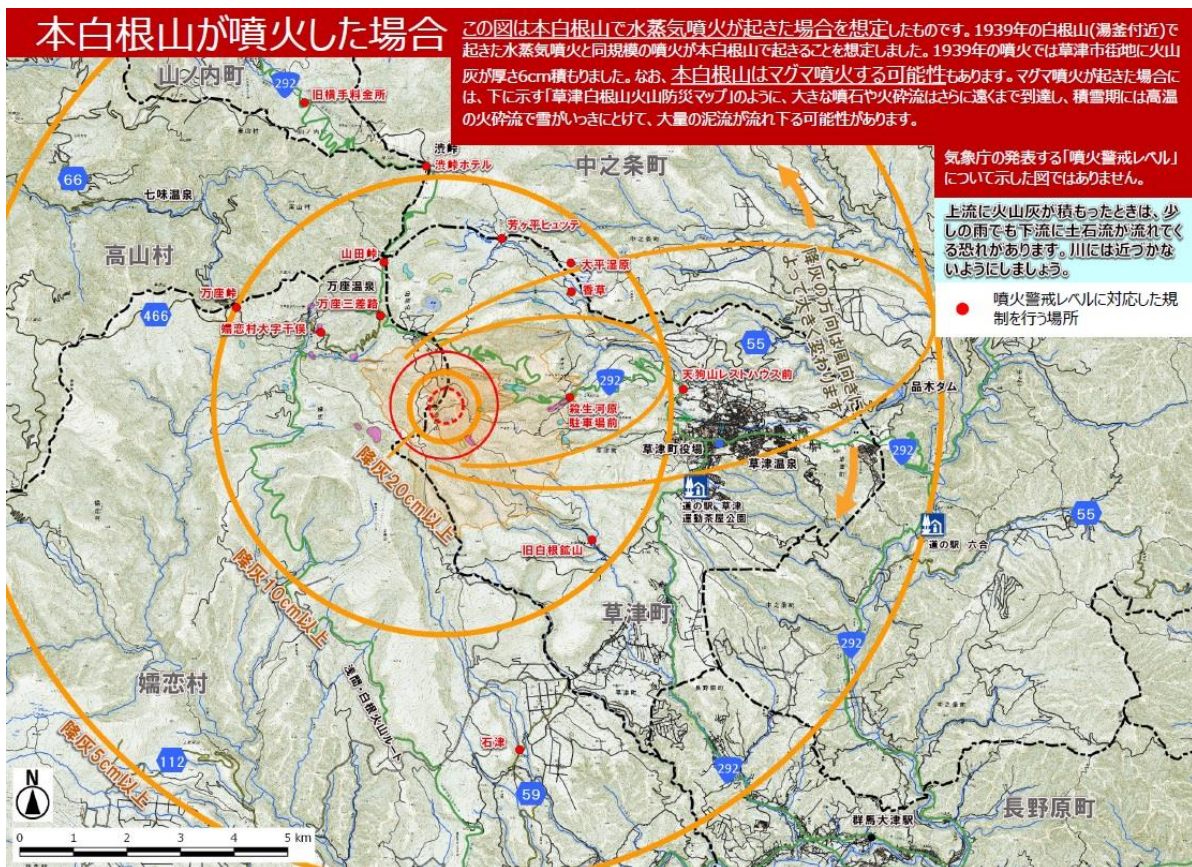 本白根山が噴火した場合
この図は本白根山で水蒸気噴火が起きた場合を想定したものです。1939年の白根山(湯釜付近)で
起きた水蒸気噴火と同規模の噴火が本白根山で起きることを想定しました。1939年の噴火では草津市街地に火山
灰が厚さ6cm積もりました。なお、本白根山はマグマ噴火する可能性もあります。マグマ噴火が起きた場合に
は、下に示す「草津白根山火山防災マップ」のように、大きな噴石や火砕流はさらに遠くまで到達し、積雪期には高温
の火砕流で雪がいっきにとけて、大量の泥流が流れ下る可能性があります。
気象庁の発表する「噴火警戒レベル」
について示した図ではありません。
上流に火山灰が積もったときは、少
しの雨でも下流に土石流が流れてく
る恐れがあります。川には近づかな
いようにしましょう。
噴火警戒レベルに対応した規
制を行う場所
山ノ内町
292
旧横手料金所
渋峠
渋峠ホテル
中之条町
66
七味温泉
高山村
芳ヶ平ヒュッテ
山田峠
大平湿原
万座温泉
香草
万座峠
万座三差路
466
嬬恋村大字干俣
降灰の方向は風向きに
よって大きく変わります
55
292
天狗山レストハウス前
品木ダム
殺生河原
駐車場前
草津町役場
草津温泉
292
降灰20cm以上
道の駅 草津
運動茶屋公園
55
道の駅 六合
旧白根鉱山
降灰10cm以上
草津町
292
嬬恋村
浅間・白根火山ルート
降灰5cm以上
石津
112
292
59
長野原町
群馬大津駅
N
0 1 2 3 4 5 km